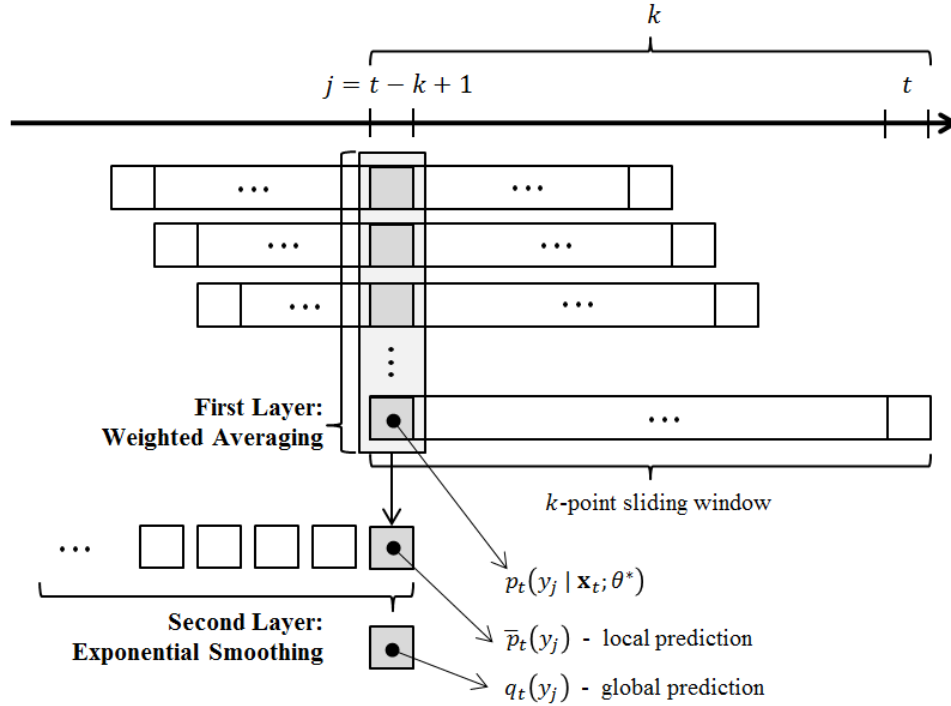 k
j = t − k + 1
t
...
...
...
...
...
...
⋮
First Layer:
Weighted Averaging
...
k-point sliding window
...
p_t(y_j | x_t; θ*)
Second Layer:
Exponential Smoothing
p̅_t(y_j) - local prediction
q_t(y_j) - global prediction